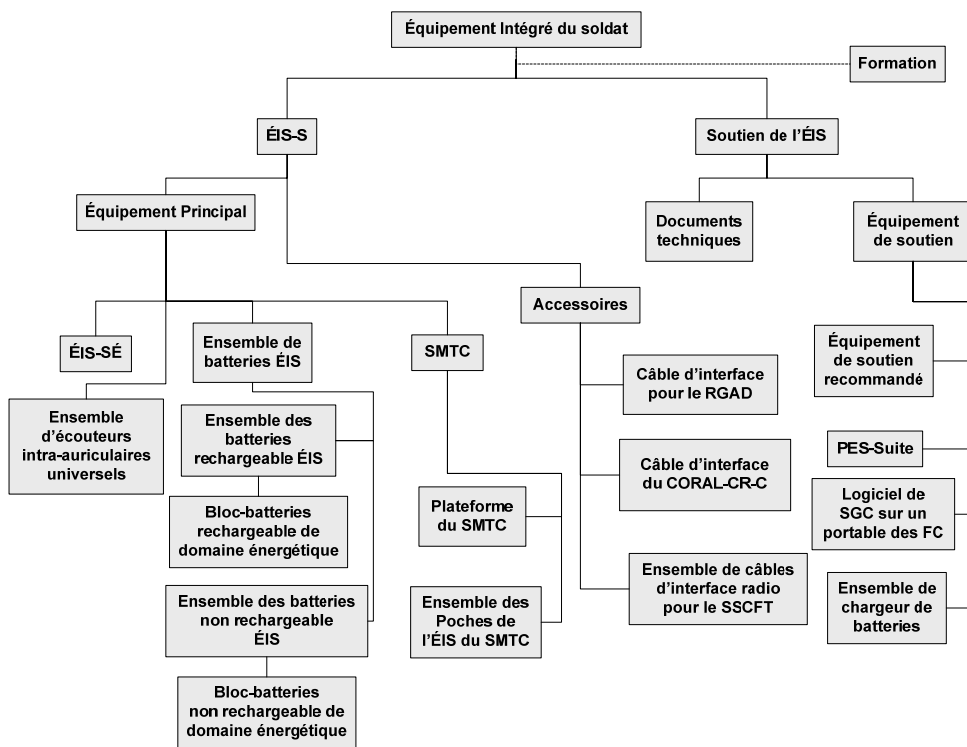 Équipement Intégré du soldat
Formation
ÉIS-S
Soutien de l'ÉIS
Équipement Principal
Documents
techniques
Équipement
de soutien
Accessoires
ÉIS-SÉ
Ensemble de
batteries ÉIS
SMTC
Équipement
de soutien
recommandé
Câble d'interface
pour le RGAD
Ensemble
d'écouteurs
intra-auriculaires
universels
Ensemble des
batteries
rechargeable ÉIS
PES-Suite
Câble d'interface
du CORAL-CR-C
Plateforme
du SMTC
Logiciel de
SGC sur un
portable des FC
Bloc-batteries
rechargeable de
domaine énergétique
Ensemble de câbles
d'interface radio
pour le SSCFT
Ensemble de
chargeur de
batteries
Ensemble des batteries
non rechargeable
ÉIS
Ensemble des
Poches de
l'ÉIS du SMTC
Bloc-batteries
non rechargeable de
domaine énergétique